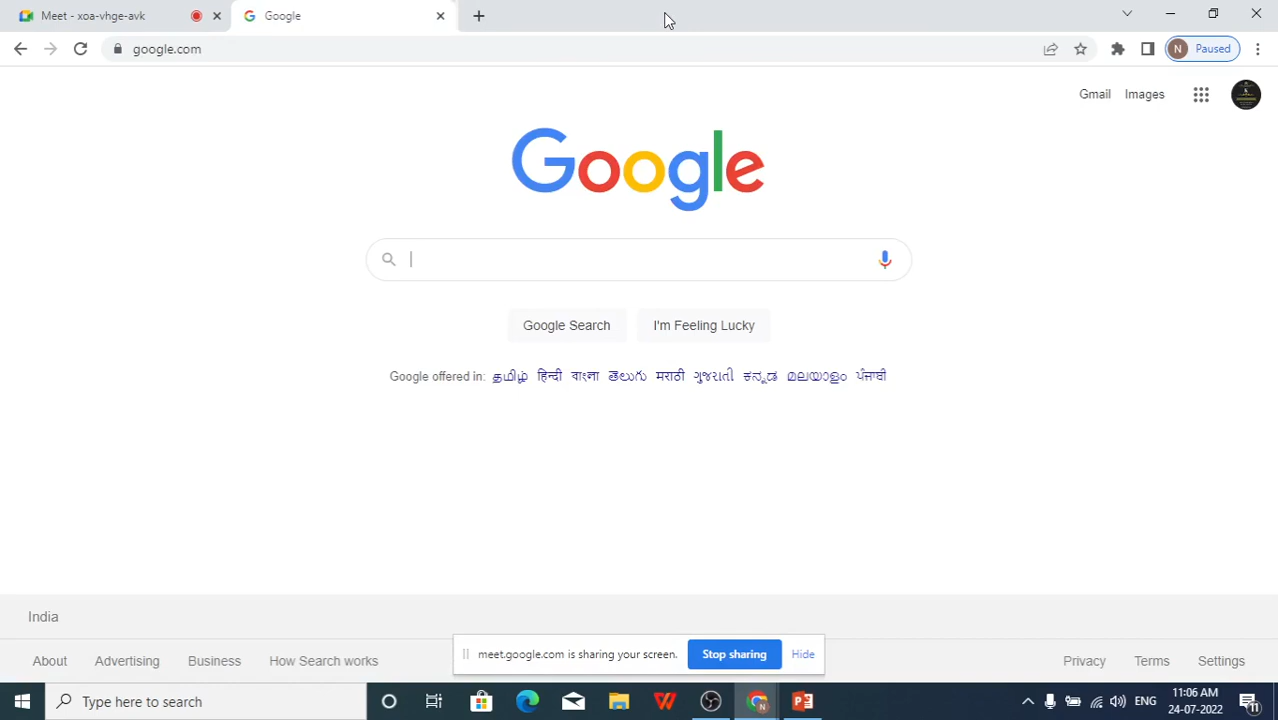 Meet - xoa-vhge-avk
Google
google.com
N Paused
Gmail Images
Google
Google Search I'm Feeling Lucky
Google offered in: தமிழ் हिन्दी বাংলা తెలుగు मराठी ગુજરાતી ಕನ್ನಡ മലയാളം ਪੰਜਾਬੀ
India
meet.google.com is sharing your screen. Stop sharing Hide
About Advertising Business How Search works Privacy Terms Settings
Type here to search
ENG
11:06 AM
24-07-2022
11